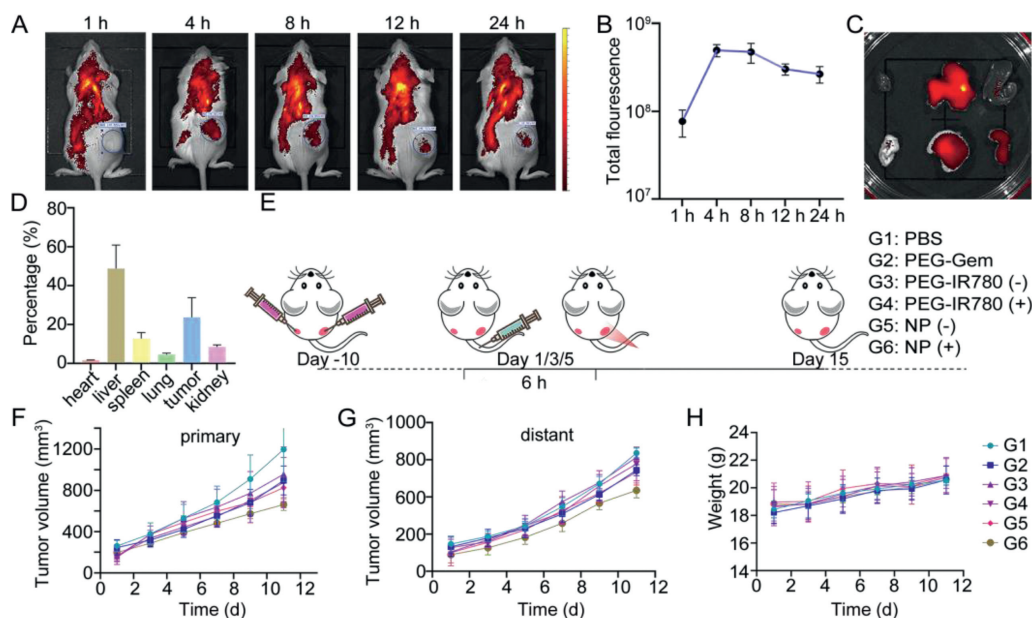 A
1 h
4 h
8 h
12 h
24 h
B
Total flourescence
10⁹
10⁸
10⁷
1 h
4 h
8 h
12 h
24 h
C
D
Percentage (%)
80
60
40
20
0
heart
liver
spleen
lung
tumor
kidney
E
Day -10
Day 1/3/5
6 h
Day 15
G1: PBS
G2: PEG-Gem
G3: PEG-IR780 (-)
G4: PEG-IR780 (+)
G5: NP (-)
G6: NP (+)
F
primary
Tumor volume (mm³)
1200
800
400
0
0 2 4 6 8 10 12
Time (d)
G
distant
Tumor volume (mm³)
1000
800
600
400
200
0
0 2 4 6 8 10 12
Time (d)
H
Weight (g)
24
22
20
18
16
14
0 2 4 6 8 10 12
Time (d)
G1
G2
G3
G4
G5
G6